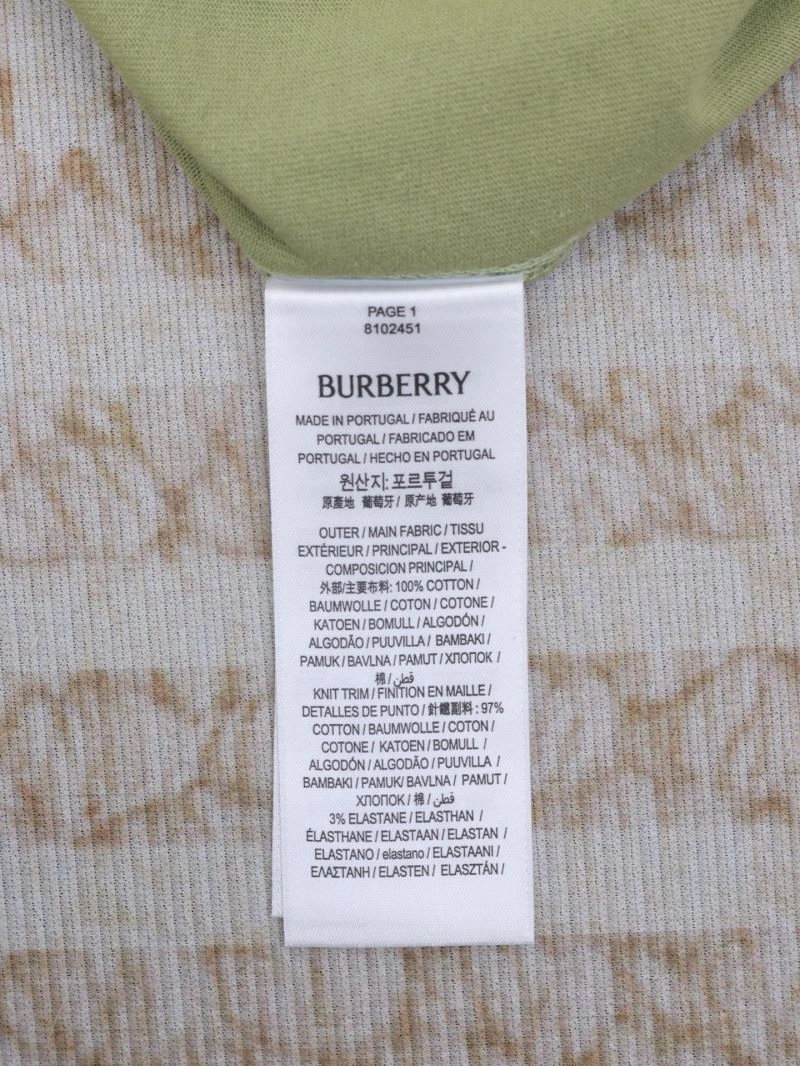 PAGE 1
8102451
BURBERRY
MADE IN PORTUGAL / FABRIQUÉ AU
PORTUGAL / FABRICADO EM
PORTUGAL / HECHO EN PORTUGAL
원산지: 포르투걸
原產地 葡萄牙 / 原产地 葡萄牙
OUTER / MAIN FABRIC / TISSU
EXTÉRIEUR / PRINCIPAL / EXTERIOR -
COMPOSICION PRINCIPAL /
外部/主要布料: 100% COTTON /
BAUMWOLLE / COTON / COTONE /
KATOEN / BOMULL / ALGODÓN /
ALGODÃO / PUUVILLA / BAMBAKI /
PAMUK / BAVLNA / PAMUT / ХЛОПОК /
棉 / قطن /
KNIT TRIM / FINITION EN MAILLE /
DETALLES DE PUNTO / 針織副料 : 97%
COTTON / BAUMWOLLE / COTON /
COTONE / KATOEN / BOMULL /
ALGODÓN / ALGODÃO / PUUVILLA /
BAMBAKI / PAMUK/ BAVLNA / PAMUT /
ХЛОПОК / 棉 / قطن
3% ELASTANE / ELASTHAN /
ÉLASTHANE / ELASTAAN / ELASTAN /
ELASTANO / elastano / ELASTAANI /
ΕΛΑΣΤΑΝΗ / ELASTEN / ELASZTÁN /